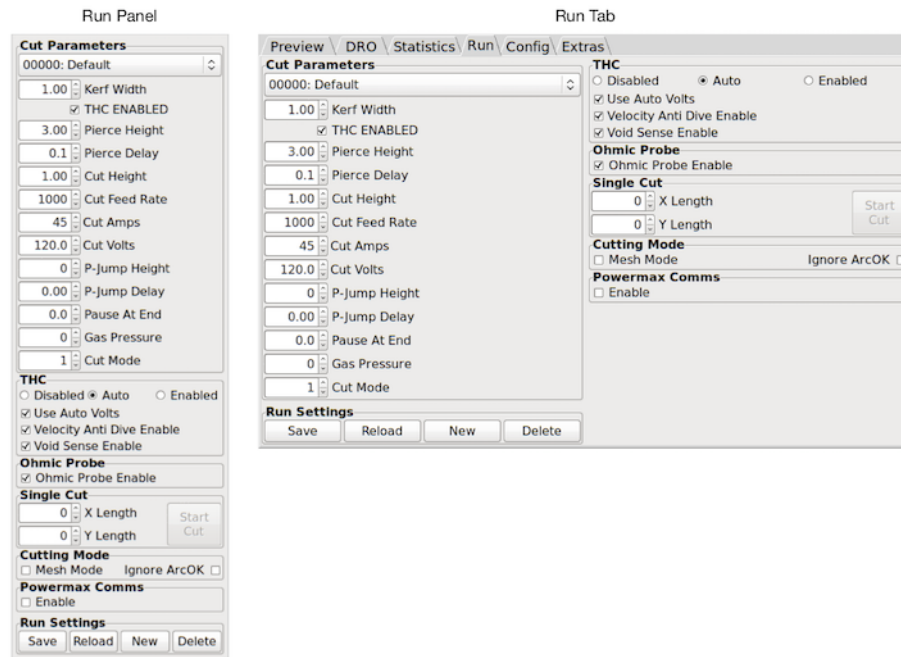 Run Panel
Cut Parameters
00000: Default
1.00 Kerf Width
THC ENABLED
3.00 Pierce Height
0.1 Pierce Delay
1.00 Cut Height
1000 Cut Feed Rate
45 Cut Amps
120.0 Cut Volts
0 P-Jump Height
0.00 P-Jump Delay
0.0 Pause At End
0 Gas Pressure
1 Cut Mode
THC
Disabled Auto Enabled
Use Auto Volts
Velocity Anti Dive Enable
Void Sense Enable
Ohmic Probe
Ohmic Probe Enable
Single Cut
0 X Length
0 Y Length
Start
Cut
Cutting Mode
Mesh Mode Ignore ArcOK
Powermax Comms
Enable
Run Settings
Save Reload New Delete
Run Tab
Preview DRO Statistics Run Config Extras
Cut Parameters
00000: Default
1.00 Kerf Width
THC ENABLED
3.00 Pierce Height
0.1 Pierce Delay
1.00 Cut Height
1000 Cut Feed Rate
45 Cut Amps
120.0 Cut Volts
0 P-Jump Height
0.00 P-Jump Delay
0.0 Pause At End
0 Gas Pressure
1 Cut Mode
Run Settings
Save Reload New Delete
THC
Disabled Auto Enabled
Use Auto Volts
Velocity Anti Dive Enable
Void Sense Enable
Ohmic Probe
Ohmic Probe Enable
Single Cut
0 X Length
0 Y Length
Start
Cut
Cutting Mode
Mesh Mode Ignore ArcOK
Powermax Comms
Enable